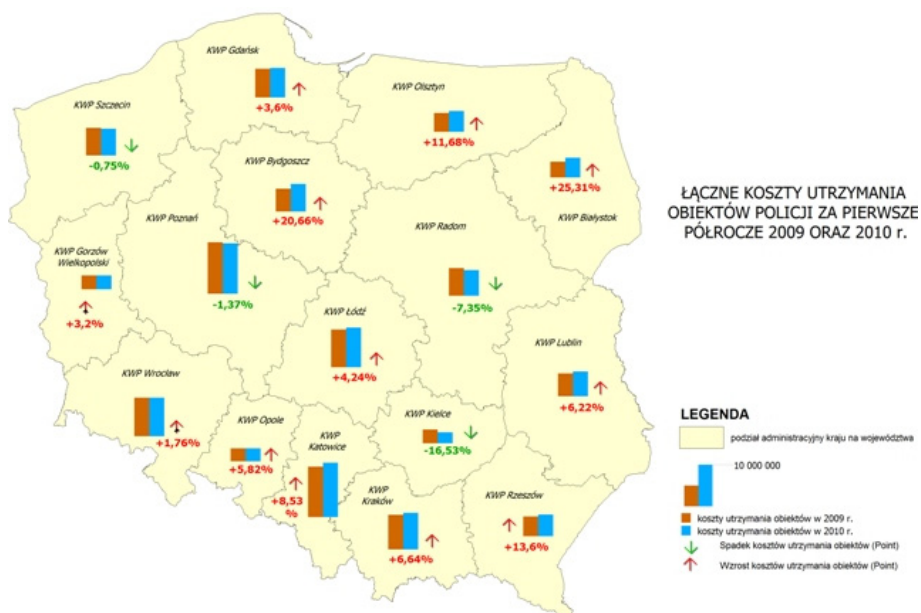 KWP Gdańsk
+3,6%
KWP Szczecin
-0,75%
KWP Olsztyn
+11,68%
KWP Bydgoszcz
+20,66%
+25,31%
KWP Białystok
ŁĄCZNE KOSZTY UTRZYMANIA
OBIEKTÓW POLICJI ZA PIERWSZE
PÓŁROCZE 2009 ORAZ 2010 r.
KWP Poznań
-1,37%
KWP Radom
-7,35%
KWP Gorzów
Wielkopolski
+3,2%
KWP Łódź
+4,24%
KWP Lublin
+6,22%
KWP Wrocław
+1,76%
KWP Opole
+5,82%
KWP
Katowice
+8,53
%
KWP Kielce
-16,53%
KWP
Kraków
+6,64%
KWP Rzeszów
+13,6%
LEGENDA
podział administracyjny kraju na województwa
10 000 000
koszty utrzymania obiektów w 2009 r.
koszty utrzymania obiektów w 2010 r.
Spadek kosztów utrzymania obiektów (Point)
Wzrost kosztów utrzymania obiektów (Point)